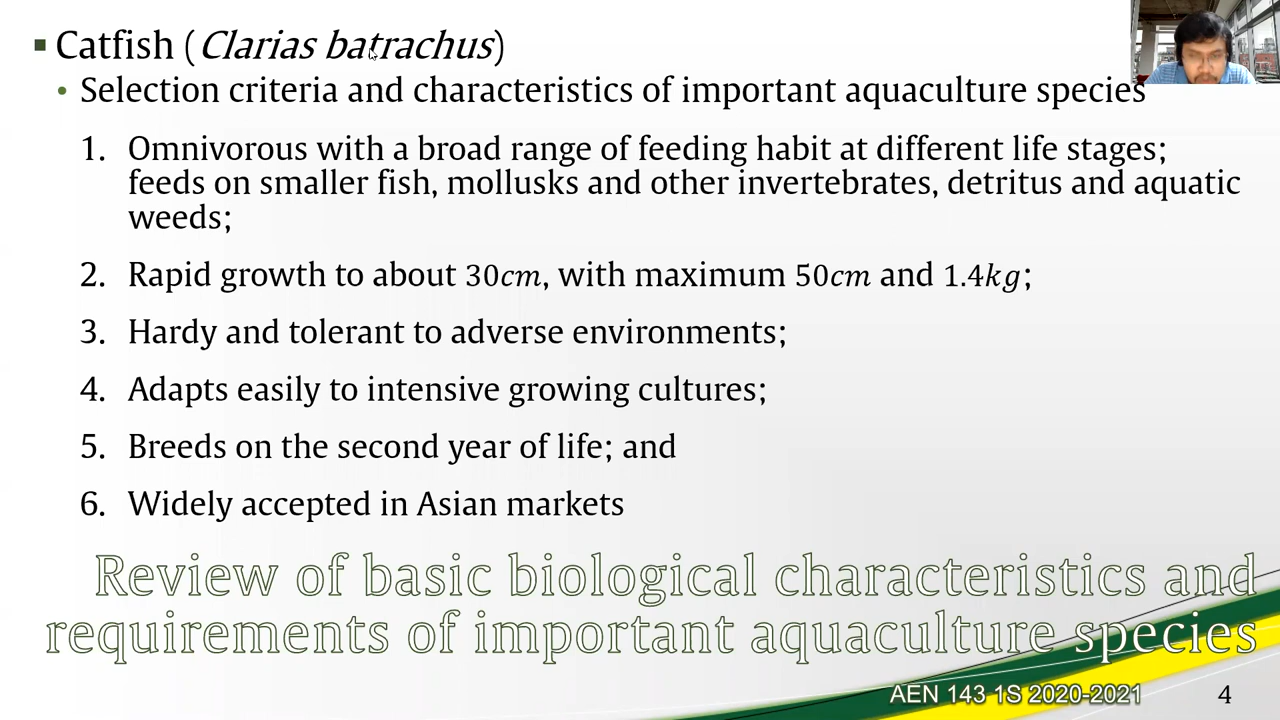 Catfish (Clarias batrachus)
Selection criteria and characteristics of important aquaculture species
1. Omnivorous with a broad range of feeding habit at different life stages;
feeds on smaller fish, mollusks and other invertebrates, detritus and aquatic
weeds;
2. Rapid growth to about 30cm, with maximum 50cm and 1.4kg;
3. Hardy and tolerant to adverse environments;
4. Adapts easily to intensive growing cultures;
5. Breeds on the second year of life; and
6. Widely accepted in Asian markets
Review of basic biological characteristics and
requirements of important aquaculture species
AEN 143 1S 2020-2021
4